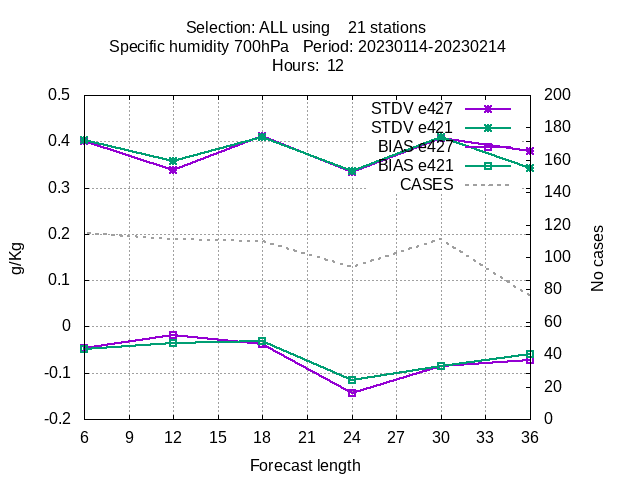 Selection: ALL using    21 stations
Specific humidity 700hPa   Period: 20230114-20230214
Hours:  12
STDV e427
STDV e421
BIAS e427
BIAS e421
CASES
0.5
0.4
0.3
0.2
0.1
0
-0.1
-0.2
g/Kg
200
180
160
140
120
100
80
60
40
20
0
No cases
6 9 12 15 18 21 24 27 30 33 36
Forecast length